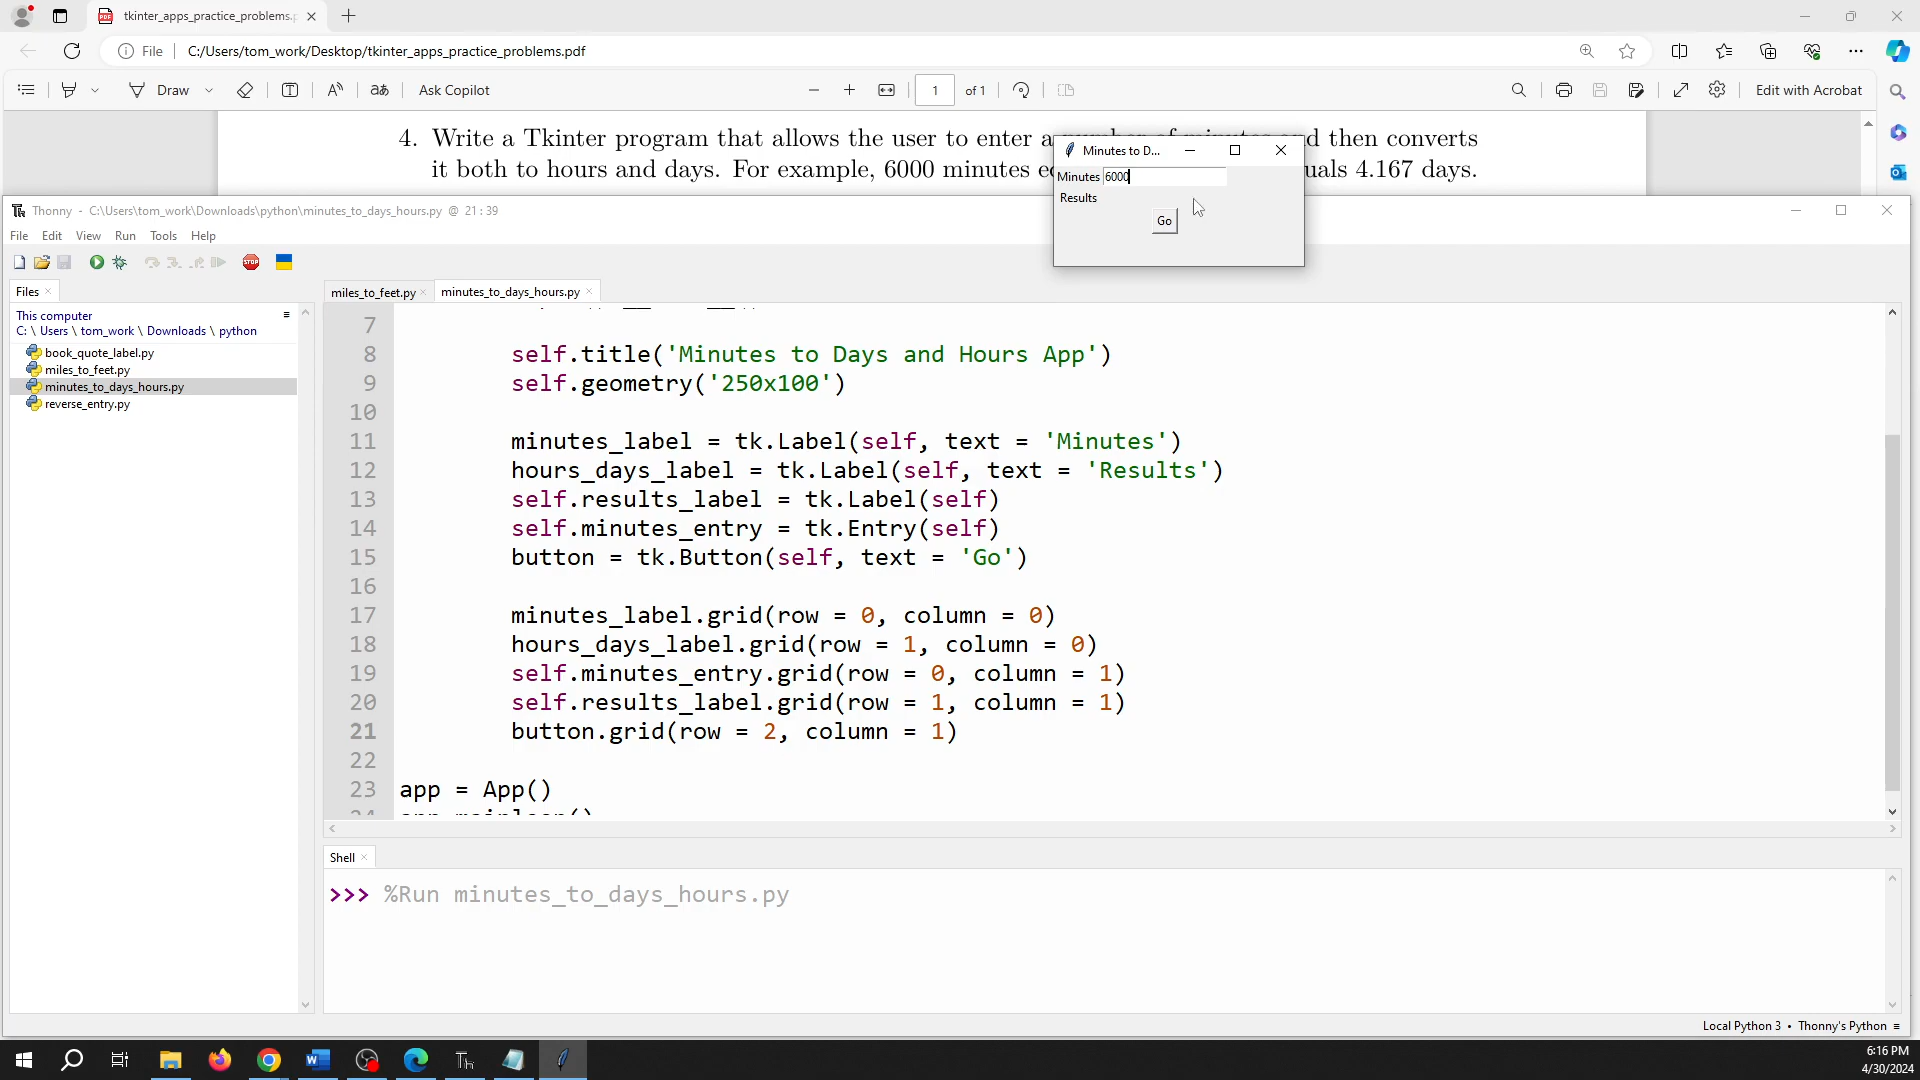 tkinter_apps_practice_problems.p
File
C:/Users/tom_work/Desktop/tkinter_apps_practice_problems.pdf
Draw
Ask Copilot
1
of 1
Edit with Acrobat
4. Write a Tkinter program that allows the user to enter a number of minutes and then converts
it both to hours and days. For example, 6000 minutes e uals 4.167 days.
Minutes to D...
Minutes 6000
Results
Go
Thonny - C:\Users\tom_work\Downloads\python\minutes_to_days_hours.py @ 21 : 39
File Edit View Run Tools Help
STOP
Files
miles_to_feet.py
minutes_to_days_hours.py
This computer
C: \ Users \ tom_work \ Downloads \ python
book_quote_label.py
miles_to_feet.py
minutes_to_days_hours.py
reverse_entry.py
7
8 self.title('Minutes to Days and Hours App')
9 self.geometry('250x100')
10
11 minutes_label = tk.Label(self, text = 'Minutes')
12 hours_days_label = tk.Label(self, text = 'Results')
13 self.results_label = tk.Label(self)
14 self.minutes_entry = tk.Entry(self)
15 button = tk.Button(self, text = 'Go')
16
17 minutes_label.grid(row = 0, column = 0)
18 hours_days_label.grid(row = 1, column = 0)
19 self.minutes_entry.grid(row = 0, column = 1)
20 self.results_label.grid(row = 1, column = 1)
21 button.grid(row = 2, column = 1)
22
23 app = App()
24 app.mainloop()
Shell
>>> %Run minutes_to_days_hours.py
Local Python 3 • Thonny's Python
6:16 PM
4/30/2024